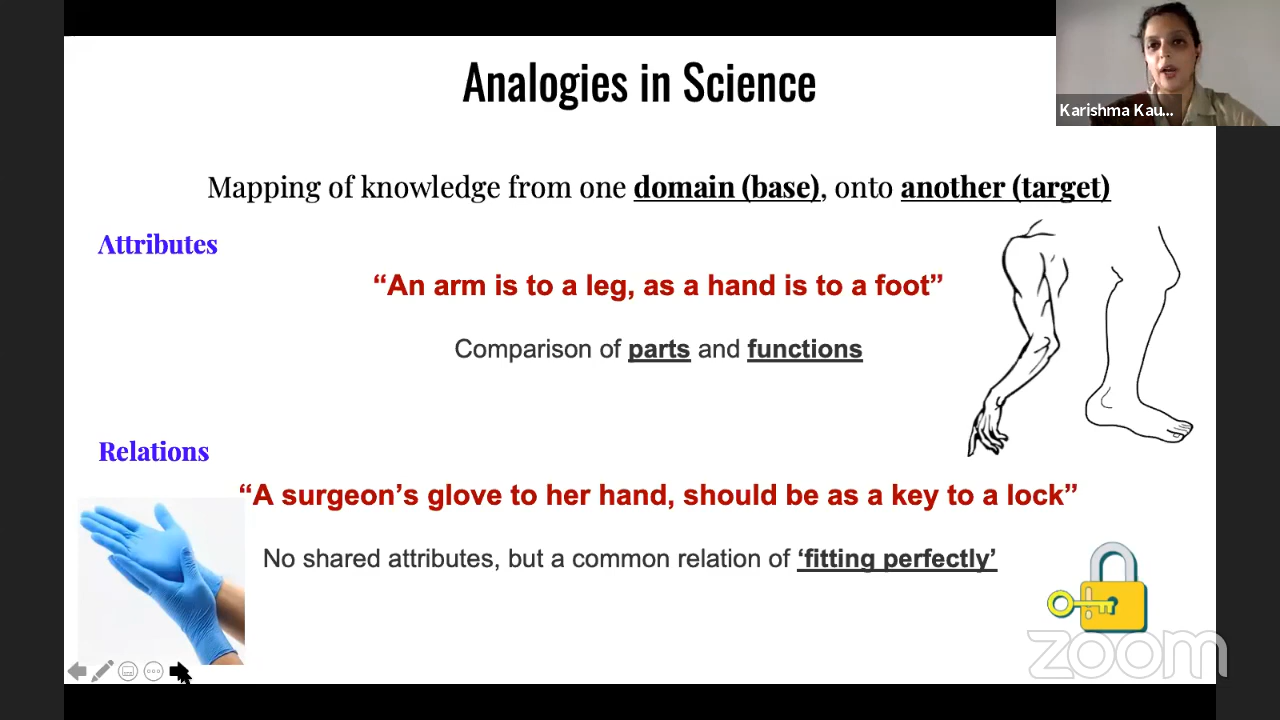 Analogies in Science
Karishma Kau...
Mapping of knowledge from one domain (base), onto another (target)
Attributes
“An arm is to a leg, as a hand is to a foot”
Comparison of parts and functions
Relations
“A surgeon’s glove to her hand, should be as a key to a lock”
No shared attributes, but a common relation of ‘fitting perfectly’
zoom